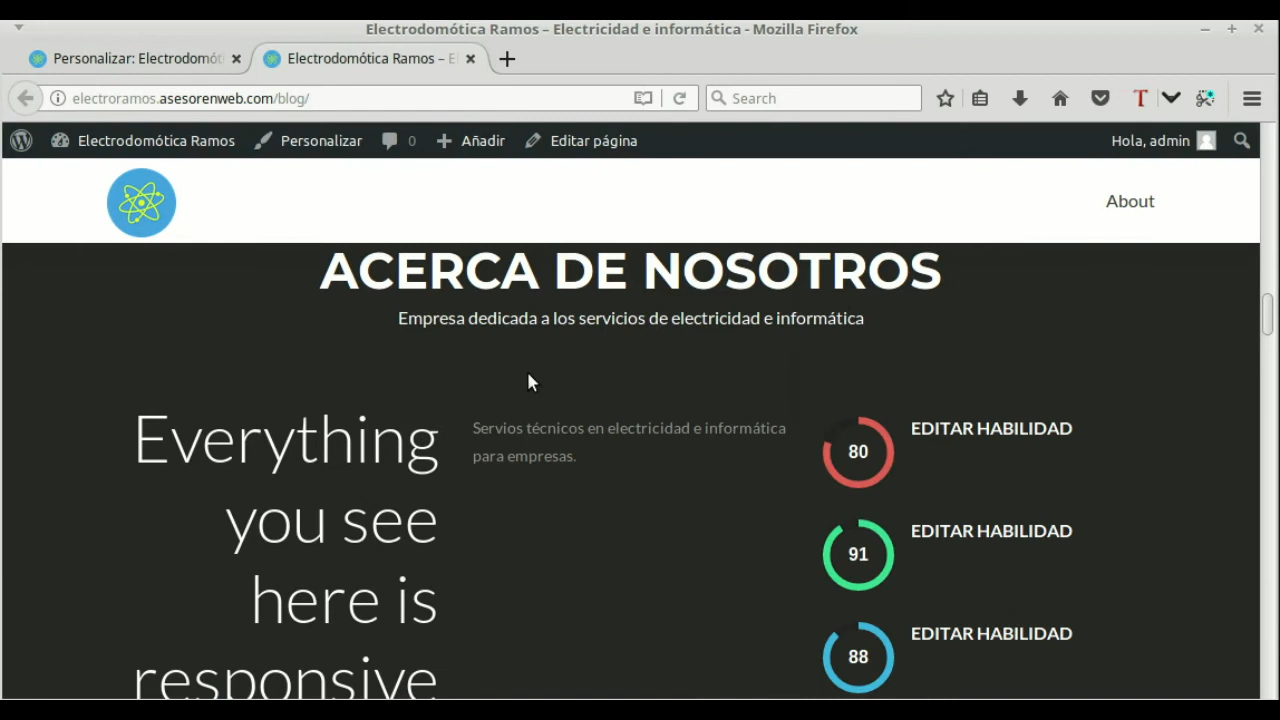 Electrodomótica Ramos – Electricidad e informática - Mozilla Firefox
Personalizar: Electrodomót
Electrodomótica Ramos – E
electroramos.asesorenweb.com/blog/
Search
Electrodomótica Ramos
Personalizar
0
Añadir
Editar página
Hola, admin
About
ACERCA DE NOSOTROS
Empresa dedicada a los servicios de electricidad e informática
Everything
you see
here is
responsive
Servios técnicos en electricidad e informática
para empresas.
80
EDITAR HABILIDAD
91
EDITAR HABILIDAD
88
EDITAR HABILIDAD